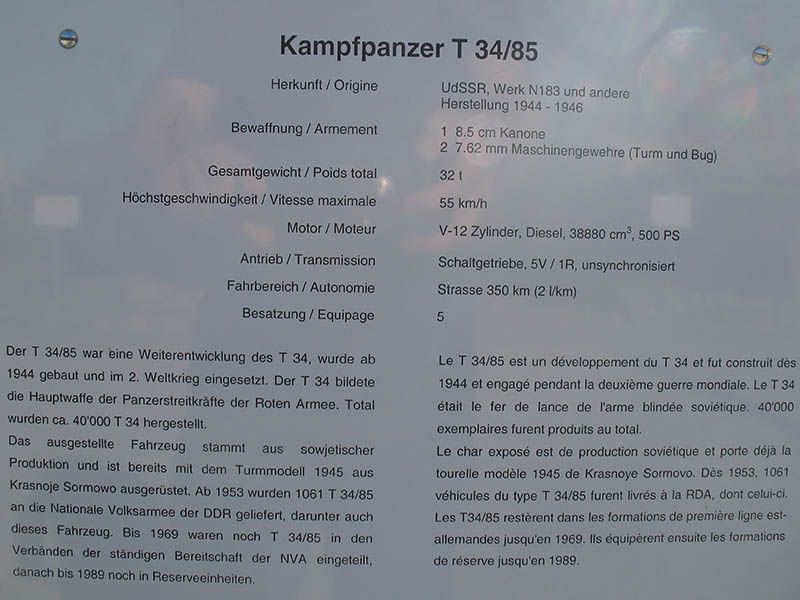 Kampfpanzer T 34/85
Herkunft / Origine UdSSR, Werk N183 und andere
Herstellung 1944 - 1946
Bewaffnung / Armement 1 8.5 cm Kanone
2 7.62 mm Maschinengewehre (Turm und Bug)
Gesamtgewicht / Poids total 32 t
Höchstgeschwindigkeit / Vitesse maximale 55 km/h
Motor / Moteur V-12 Zylinder, Diesel, 38880 cm³, 500 PS
Antrieb / Transmission Schaltgetriebe, 5V / 1R, unsynchronisiert
Fahrbereich / Autonomie Strasse 350 km (2 l/km)
Besatzung / Equipage 5
Der T 34/85 war eine Weiterentwicklung des T 34, wurde ab
1944 gebaut und im 2. Weltkrieg eingesetzt. Der T 34 bildete
die Hauptwaffe der Panzerstreitkräfte der Roten Armee. Total
wurden ca. 40'000 T 34 hergestellt.
Das ausgestellte Fahrzeug stammt aus sowjetischer
Produktion und ist bereits mit dem Turmmodell 1945 aus
Krasnoje Sormowo ausgerüstet. Ab 1953 wurden 1061 T 34/85
an die Nationale Volksarmee der DDR geliefert, darunter auch
dieses Fahrzeug. Bis 1969 waren noch T 34/85 in den
Verbänden der ständigen Bereitschaft der NVA eingeteilt,
danach bis 1989 noch in Reserveeinheiten.
Le T 34/85 est un développement du T 34 et fut construit dès
1944 et engagé pendant la deuxième guerre mondiale. Le T 34
était le fer de lance de l'arme blindée soviétique. 40'000
exemplaires furent produits au total.
Le char exposé est de production soviétique et porte déjà la
tourelle modèle 1945 de Krasnoye Sormovo. Dès 1953, 1061
véhicules du type T 34/85 furent livrés à la RDA, dont celui-ci.
Les T34/85 restèrent dans les formations de première ligne est-
allemandes jusqu'en 1969. Ils équipèrent ensuite les formations
de réserve jusqu'en 1989.